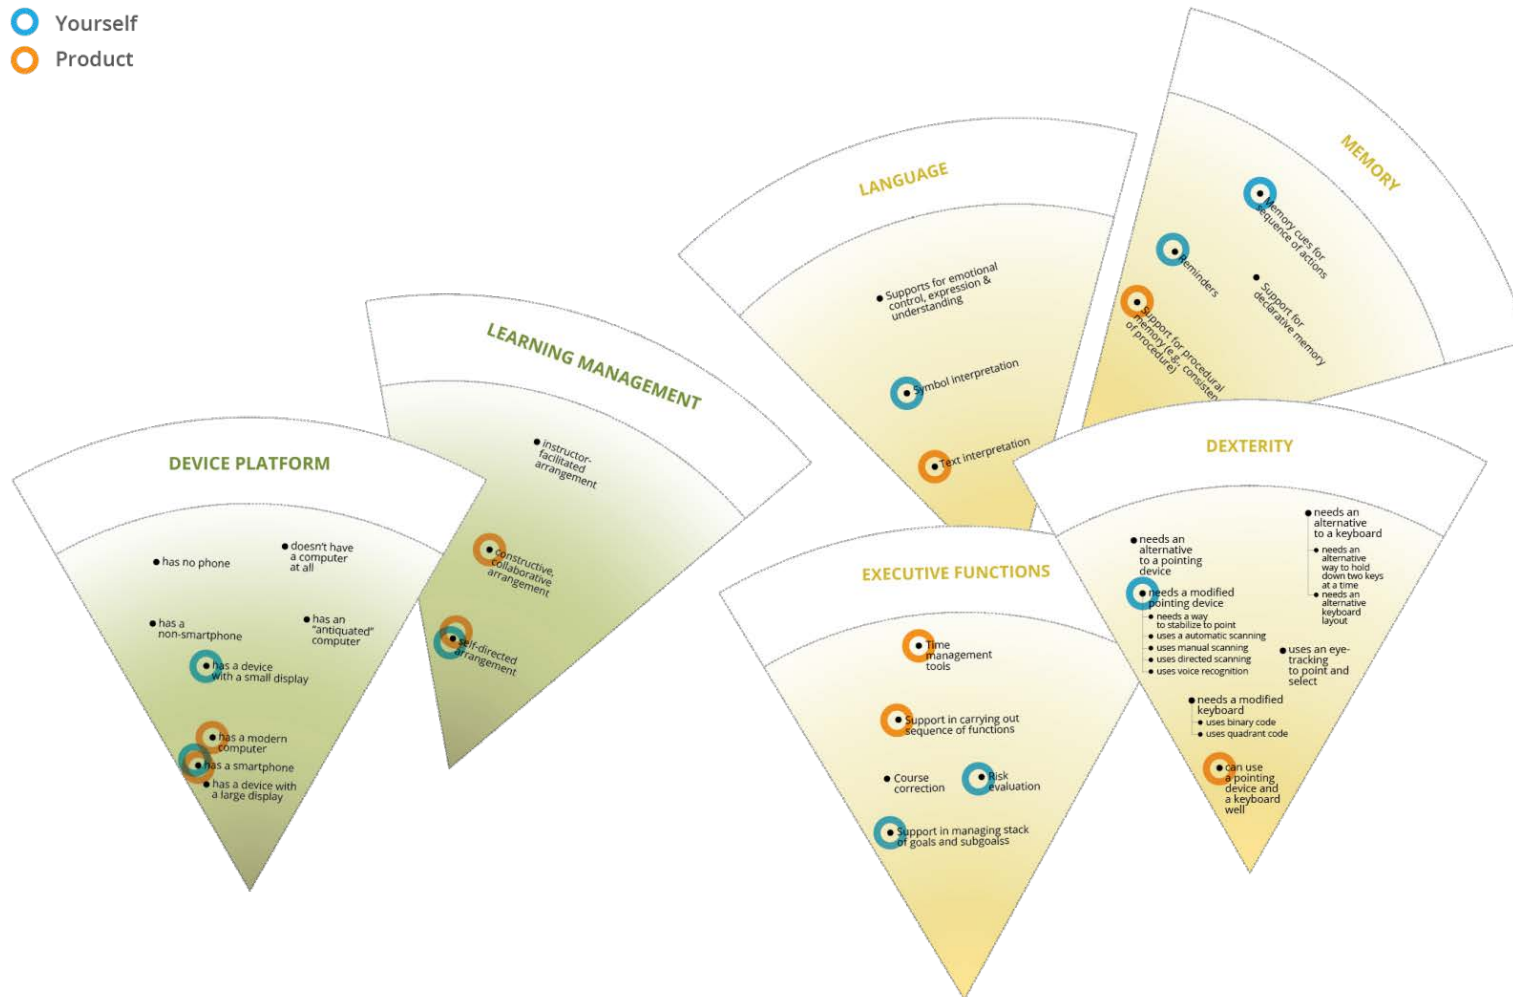 Yourself
Product
DEVICE PLATFORM
has no phone
doesn't have
a computer
at all
has a
non-smartphone
has an
"antiquated"
computer
has a device
with a small display
has a modern
computer
has a smartphone
has a device with
a large display
LEARNING MANAGEMENT
instructor-
facilitated
arrangement
constructive,
collaborative
arrangement
self-directed
arrangement
LANGUAGE
Supports for emotional
control, expression &
understanding
Symbol interpretation
Text interpretation
MEMORY
Memory cues for
sequence of actions
Reminders
Support for
declarative memory
Support for procedural
memory (e.g., consisten
of procedure)
EXECUTIVE FUNCTIONS
Time
management
tools
Support in carrying out
sequence of functions
Course
correction
Risk
evaluation
Support in managing stack
of goals and subgoalss
DEXTERITY
needs an
alternative
to a pointing
device
needs a modified
pointing device
needs a way
to stabilize to point
uses a automatic scanning
uses manual scanning
uses directed scanning
uses voice recognition
needs an
alternative
to a keyboard
needs an
alternative
way to hold
down two keys
at a time
needs an
alternative
keyboard
layout
uses an eye-
tracking
to point and
select
needs a modified
keyboard
uses binary code
uses quadrant code
can use
a pointing
device and
a keyboard
well